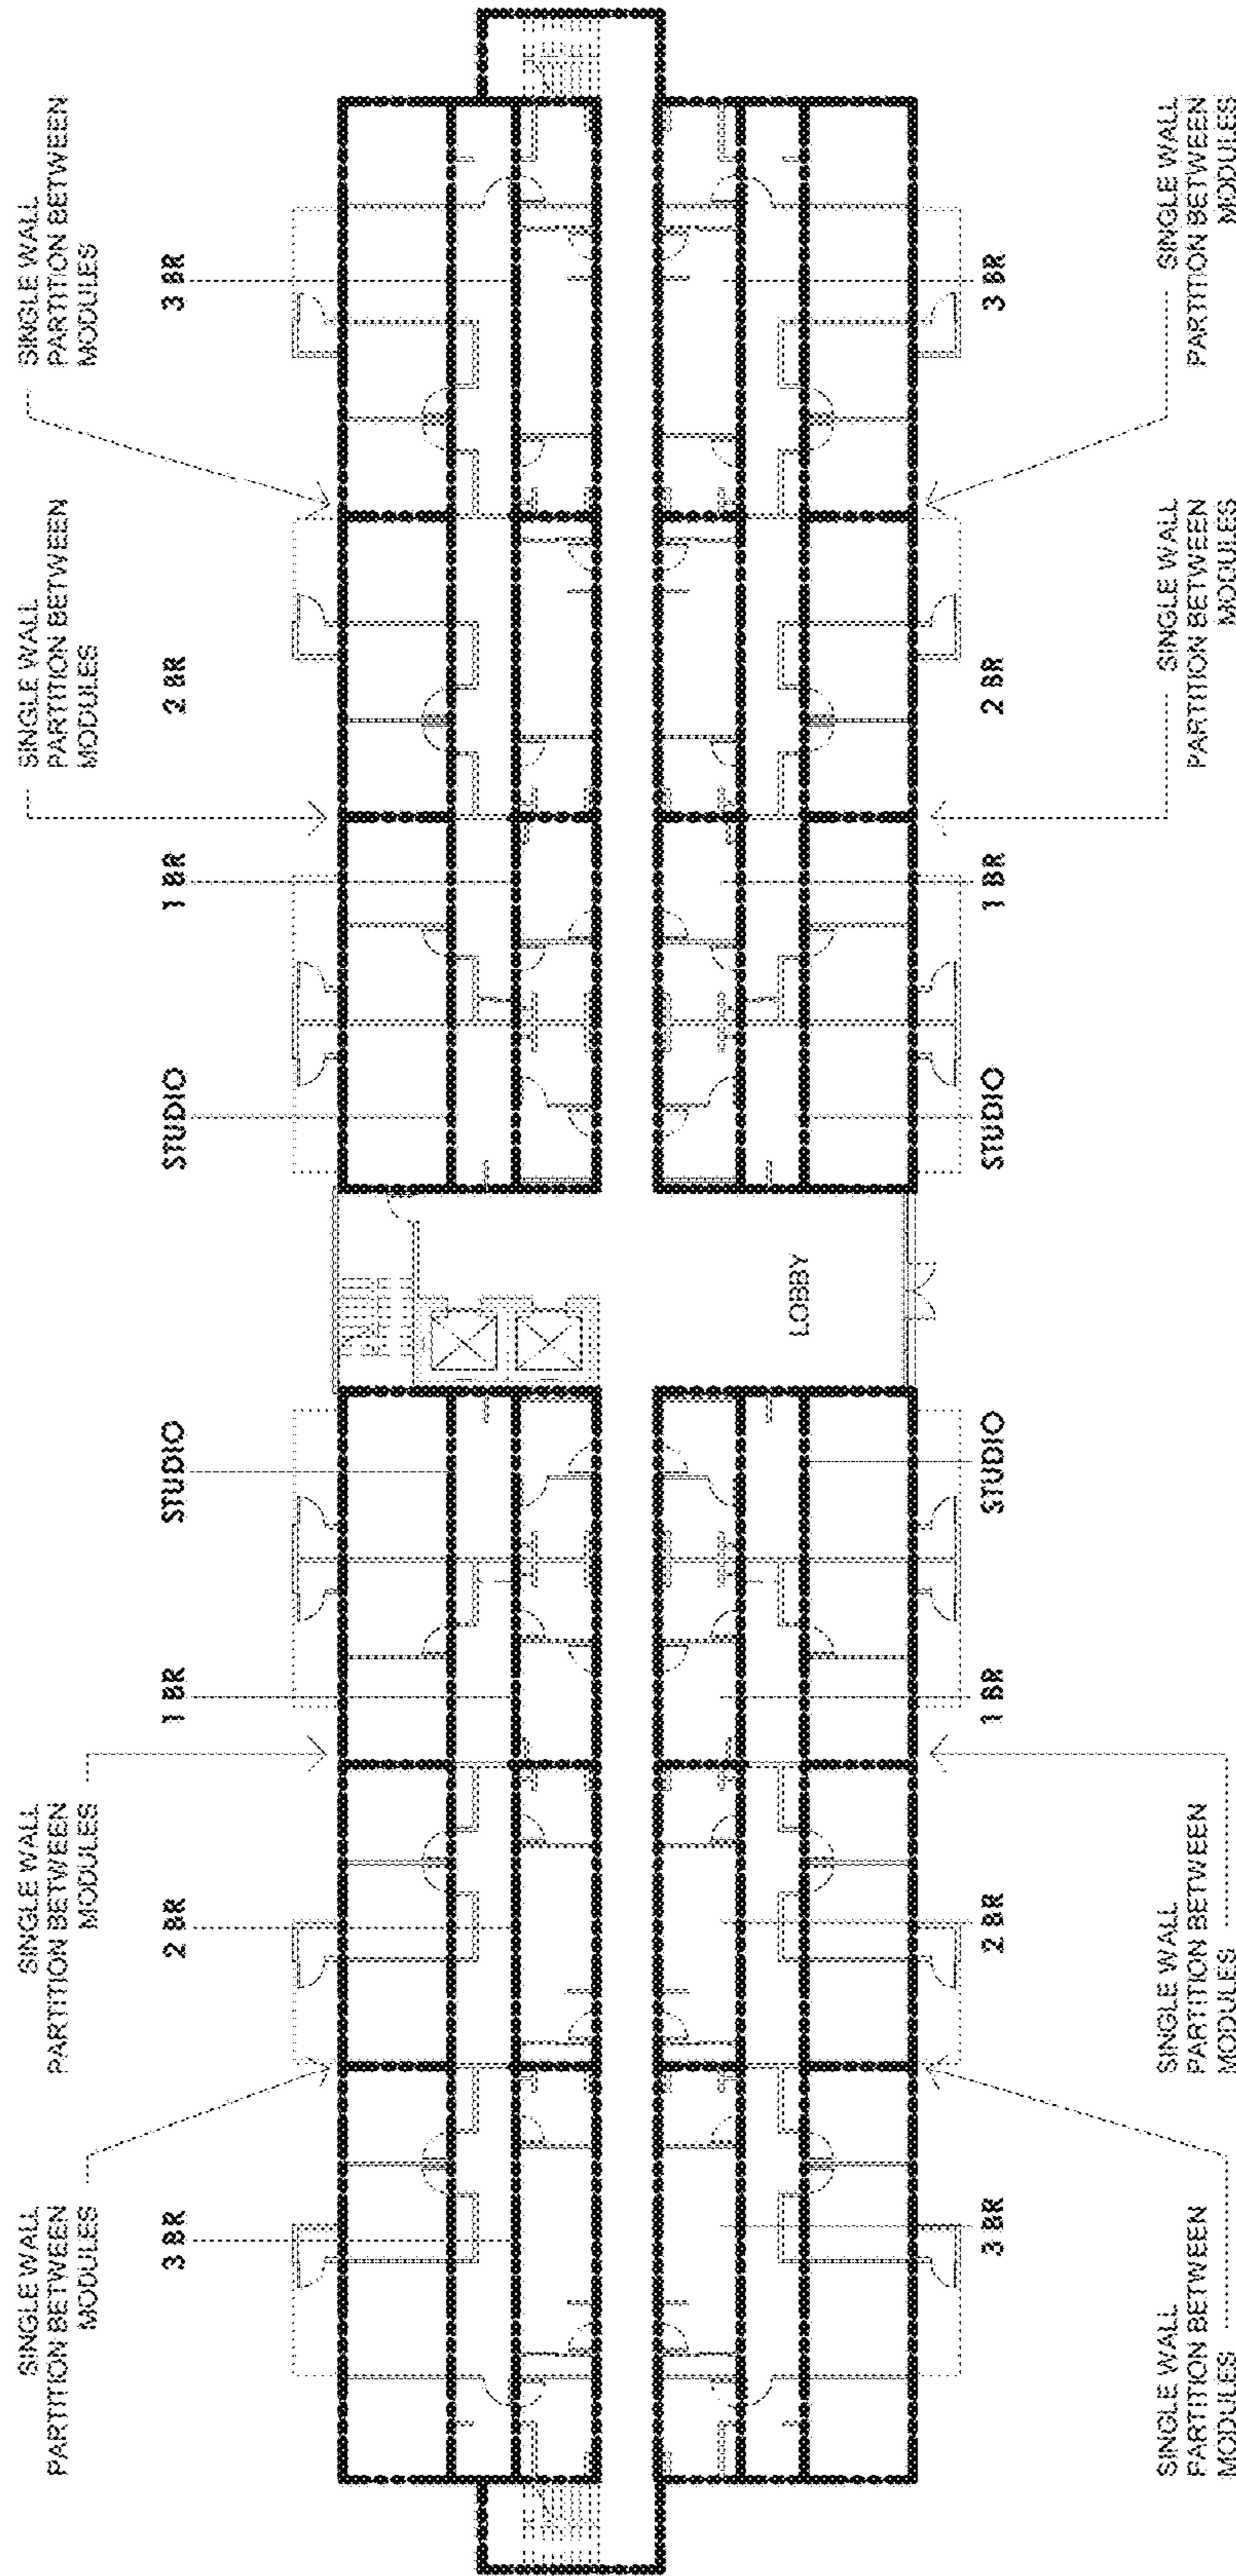 SINGLE WALL
PARTITION BETWEEN
MODULES
SINGLE WALL
PARTITION BETWEEN
MODULES
SINGLE WALL
PARTITION BETWEEN
MODULES
SINGLE WALL
PARTITION BETWEEN
MODULES
3 BR
2 BR
1 BR
STUDIO
STUDIO
1 BR
2 BR
3 BR
LOBBY
3 BR
2 BR
1 BR
STUDIO
STUDIO
1 BR
2 BR
3 BR
SINGLE WALL
PARTITION BETWEEN
MODULES
SINGLE WALL
PARTITION BETWEEN
MODULES
SINGLE WALL
PARTITION BETWEEN
MODULES
SINGLE WALL
PARTITION BETWEEN
MODULES